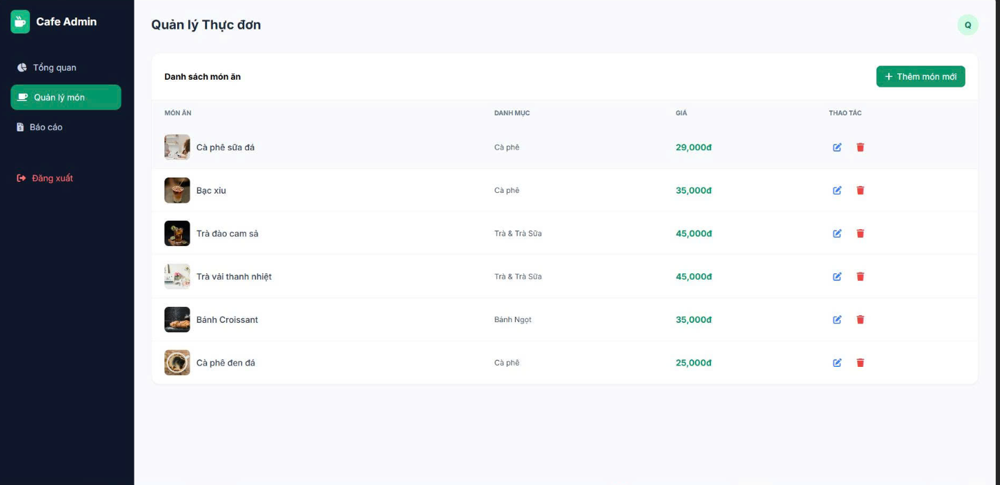 Cafe Admin
Quản lý Thực đơn
Q
Tổng quan
Quản lý món
Báo cáo
Đăng xuất
Danh sách món ăn
+ Thêm món mới
MÓN ĂN DANH MỤC GIÁ THAO TÁC
Cà phê sữa đá Cà phê 29,000đ
Bạc xỉu Cà phê 35,000đ
Trà đào cam sả Trà & Trà Sữa 45,000đ
Trà vải thanh nhiệt Trà & Trà Sữa 45,000đ
Bánh Croissant Bánh Ngọt 35,000đ
Cà phê đen đá Cà phê 25,000đ